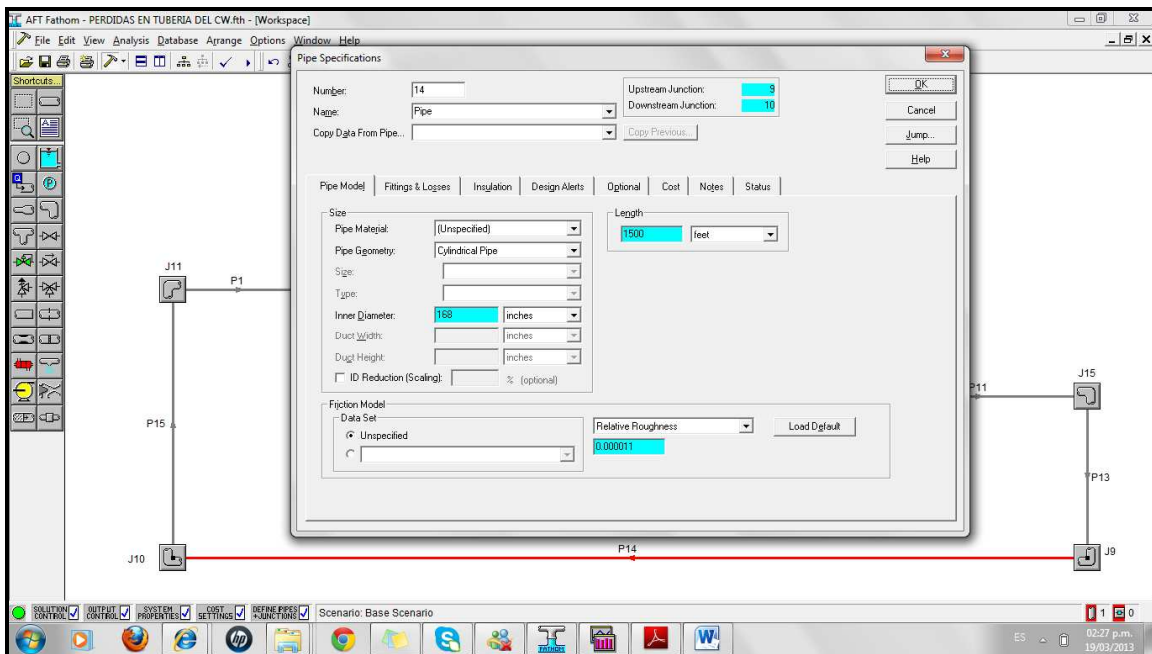 AFT Fathom - PERDIDAS EN TUBERIA DEL CW.fth - [Workspace]
File Edit View Analysis Database Arrange Options Window Help
Shortcuts...
Pipe Specifications
Number: 14
Name: Pipe
Copy Data From Pipe...
Copy Previous...
Upstream Junction: 9
Downstream Junction: 10
OK
Cancel
Jump...
Help
Pipe Model Fittings & Losses Insulation Design Alerts Optional Cost Notes Status
Size
Pipe Material: (Unspecified)
Pipe Geometry: Cylindrical Pipe
Size:
Type:
Inner Diameter: 168 inches
Duct Width: inches
Duct Height: inches
ID Reduction (Scaling): % (optional)
Length
1500 feet
Friction Model
Data Set
Unspecified
Relative Roughness
0.000011
Load Default
J11
P1
P15
J10
P14
P11
J15
P13
J9
SOLUTION CONTROL OUTPUT CONTROL SYSTEM PROPERTIES COST SETTINGS DEFINE PIPES +JUNCTIONS Scenario: Base Scenario 1 0
hp
FATHOM
ES
02:27 p.m.
19/03/2013